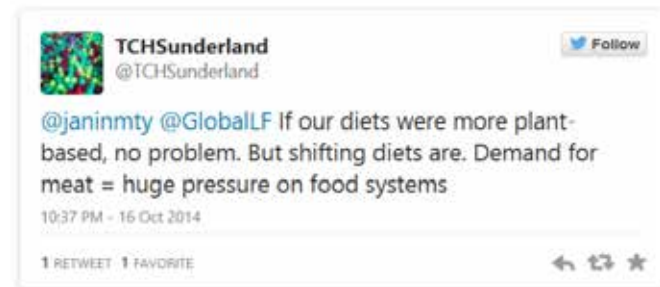 TCHSunderland
Follow
@TCHSunderland
@janinmty @GlobalLF If our diets were more plant-
based, no problem. But shifting diets are. Demand for
meat = huge pressure on food systems
10:37 PM - 16 Oct 2014
1 RETWEET 1 FAVORITE